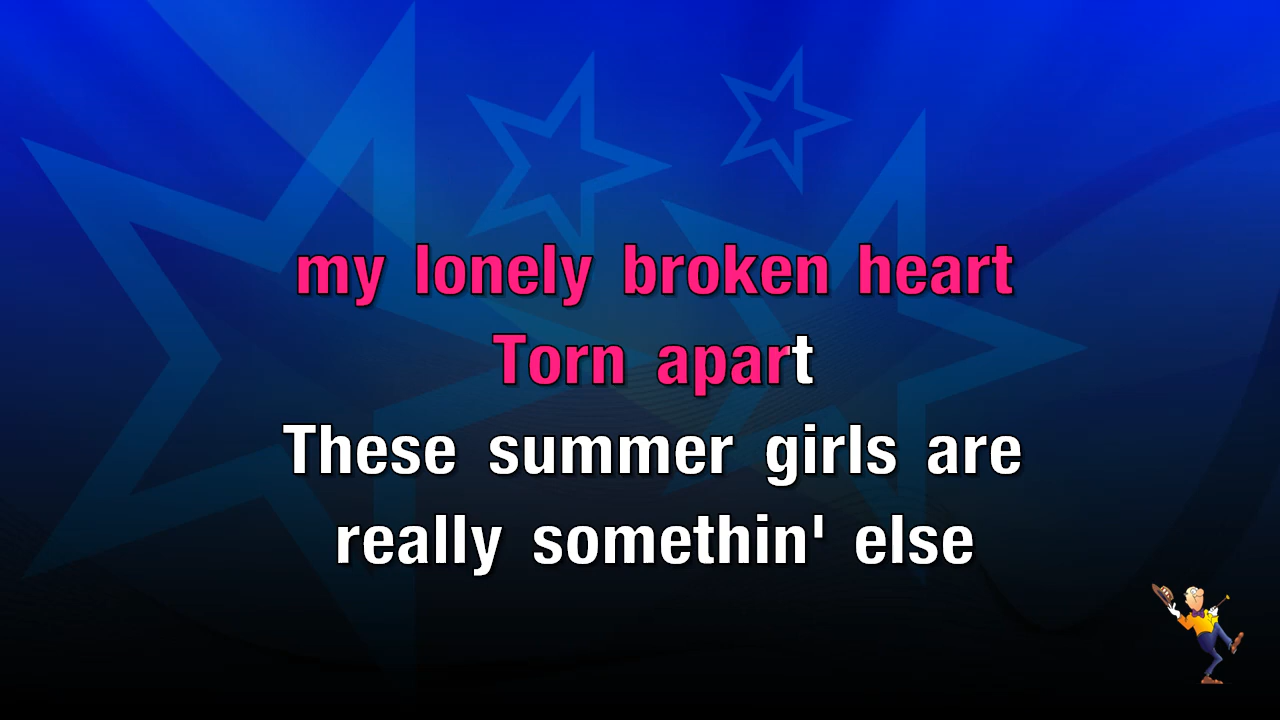 my lonely broken heart
Torn apart
These summer girls are
really somethin' else